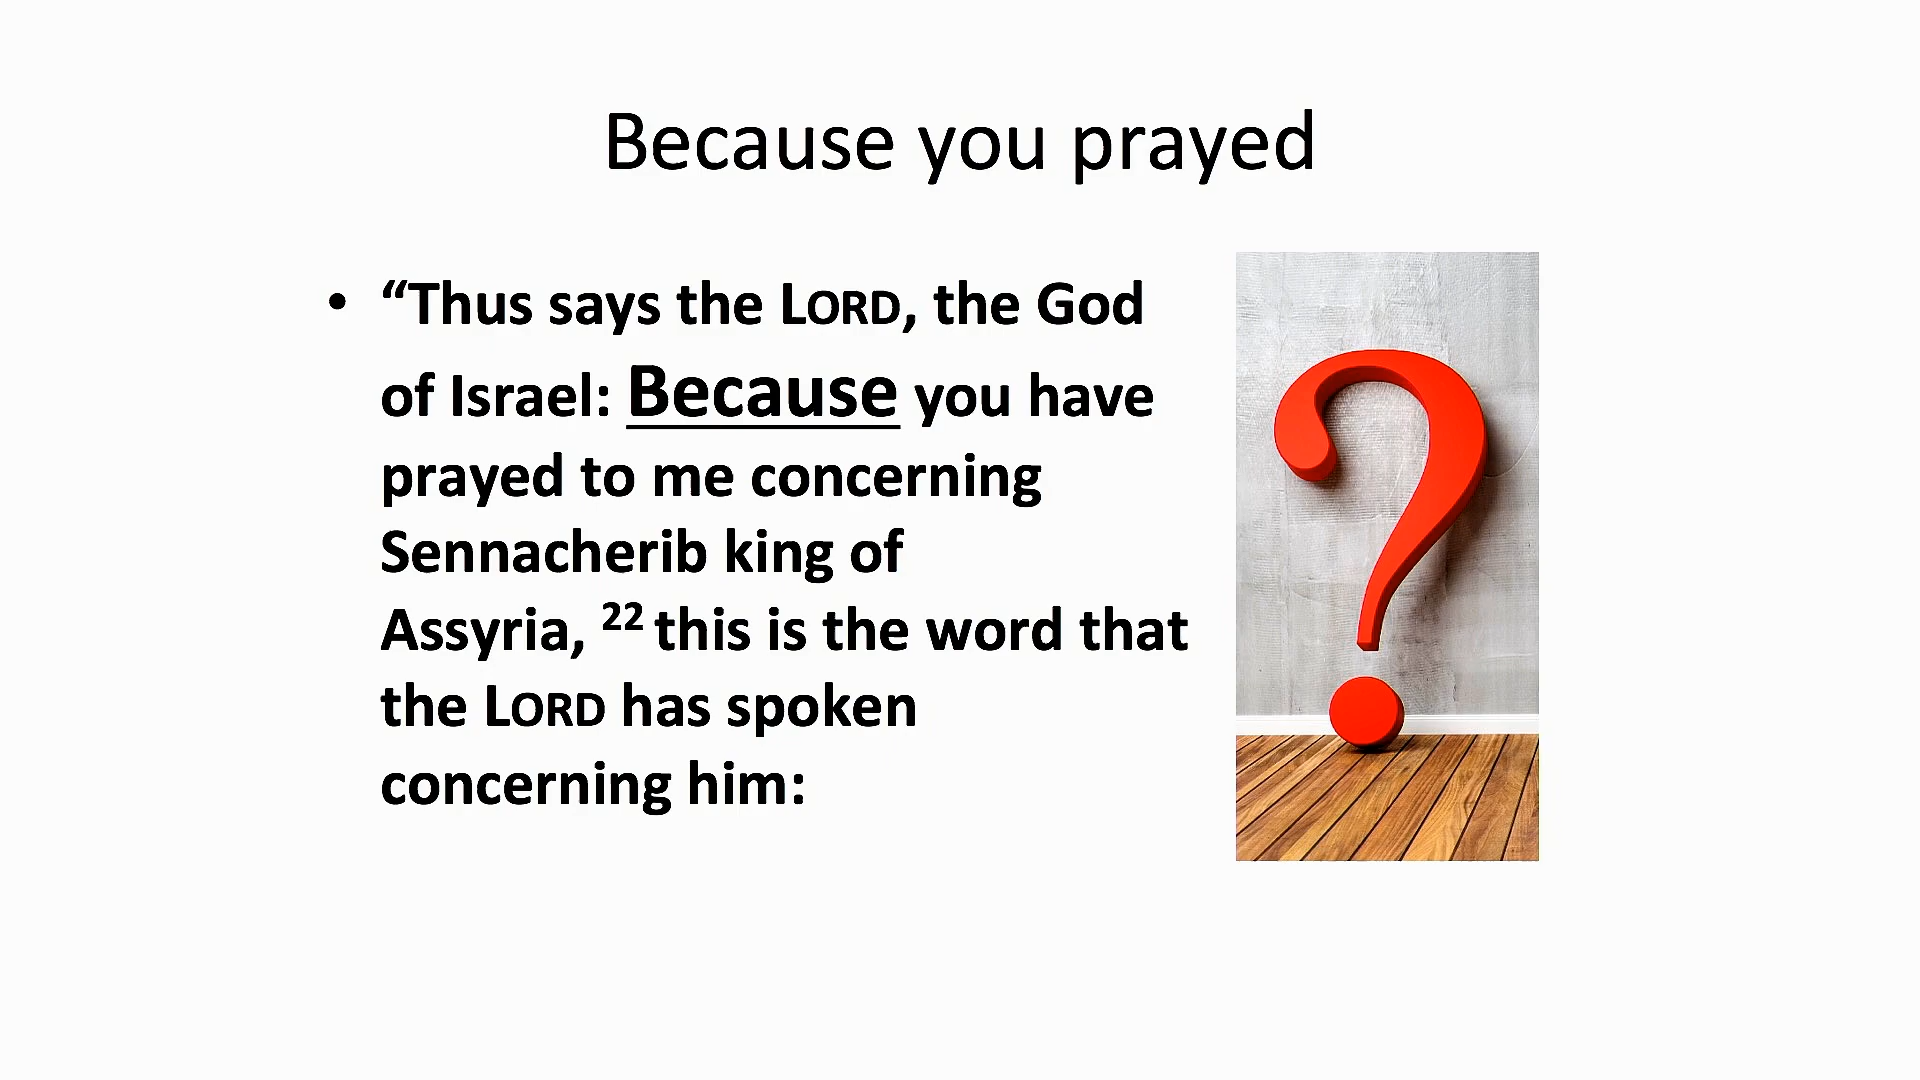 Because you prayed
• “Thus says the LORD, the God
of Israel: Because you have
prayed to me concerning
Sennacherib king of
Assyria, 22 this is the word that
the LORD has spoken
concerning him:
?